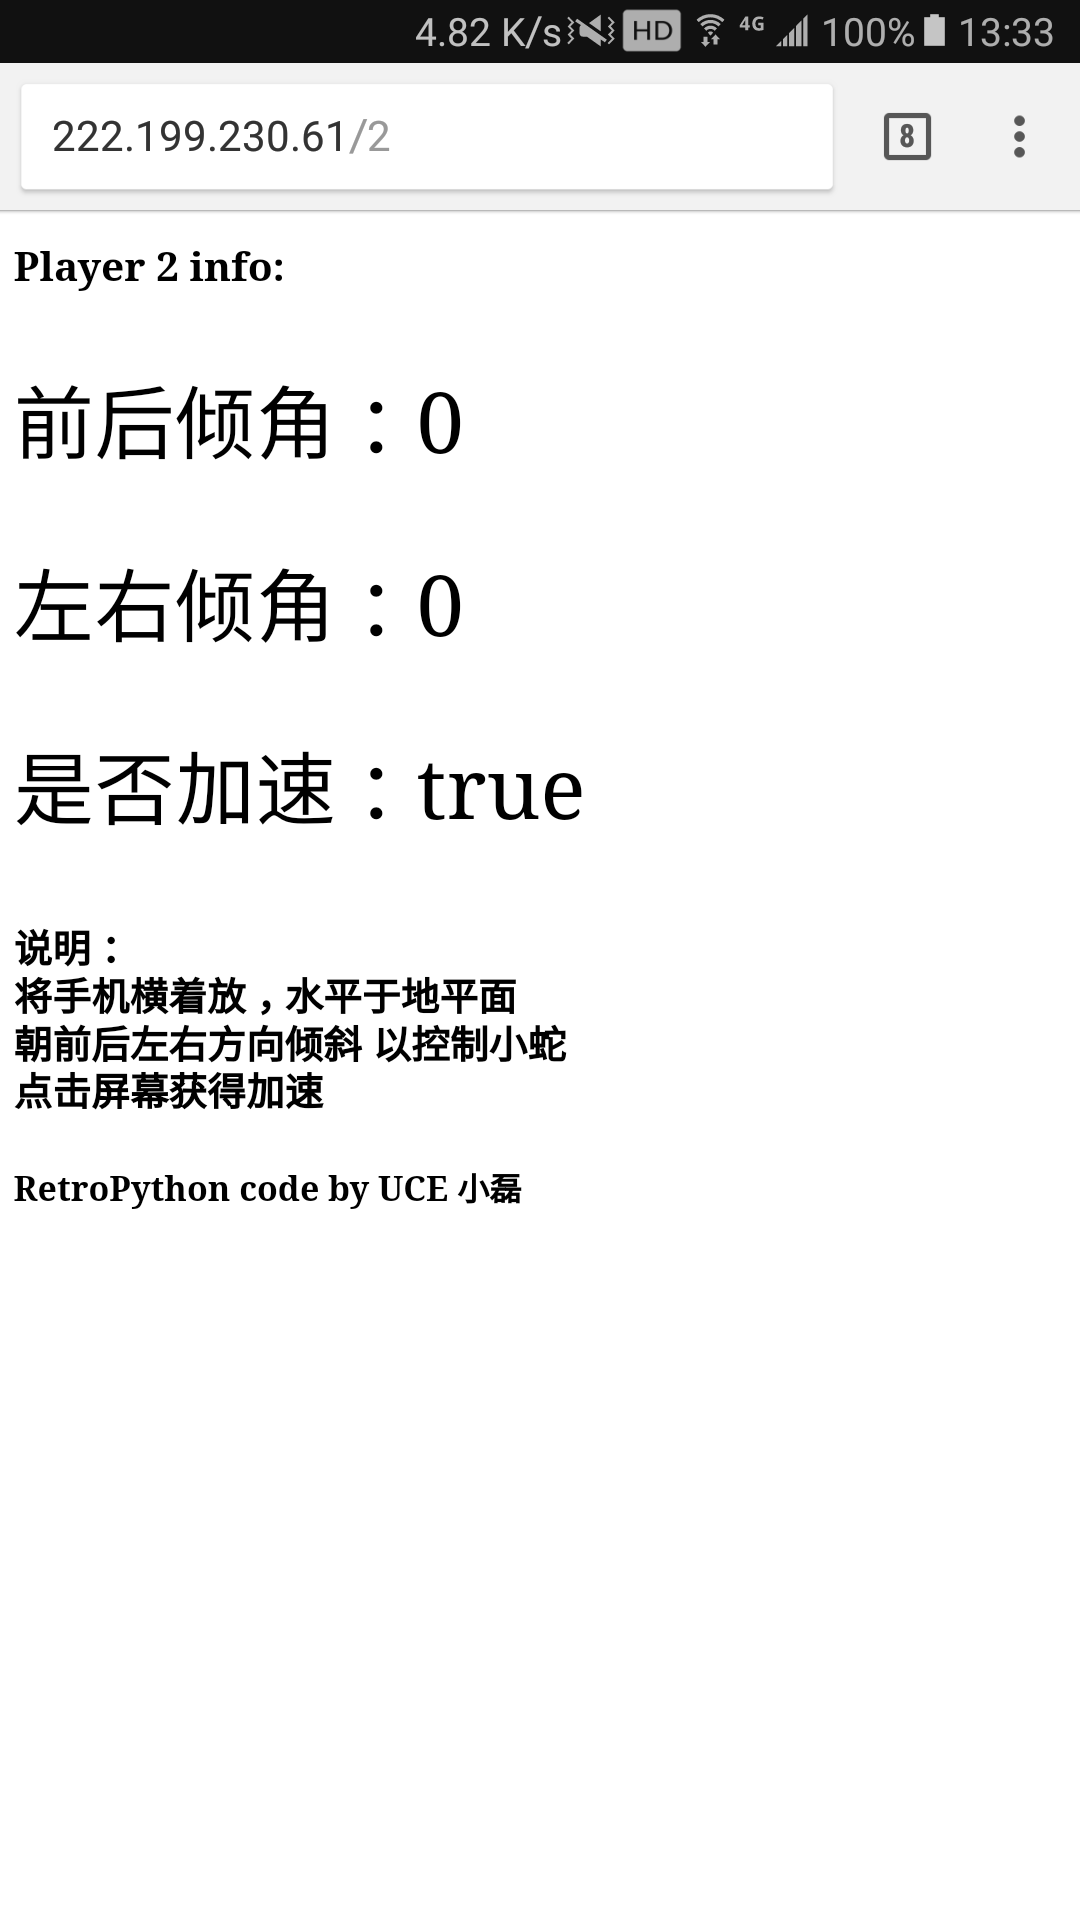 4.82 K/s HD 4G 100% 13:33
222.199.230.61/2
8
Player 2 info:
前后倾角：0
左右倾角：0
是否加速：true
说明：
将手机横着放，水平于地平面
朝前后左右方向倾斜 以控制小蛇
点击屏幕获得加速
RetroPython code by UCE 小磊